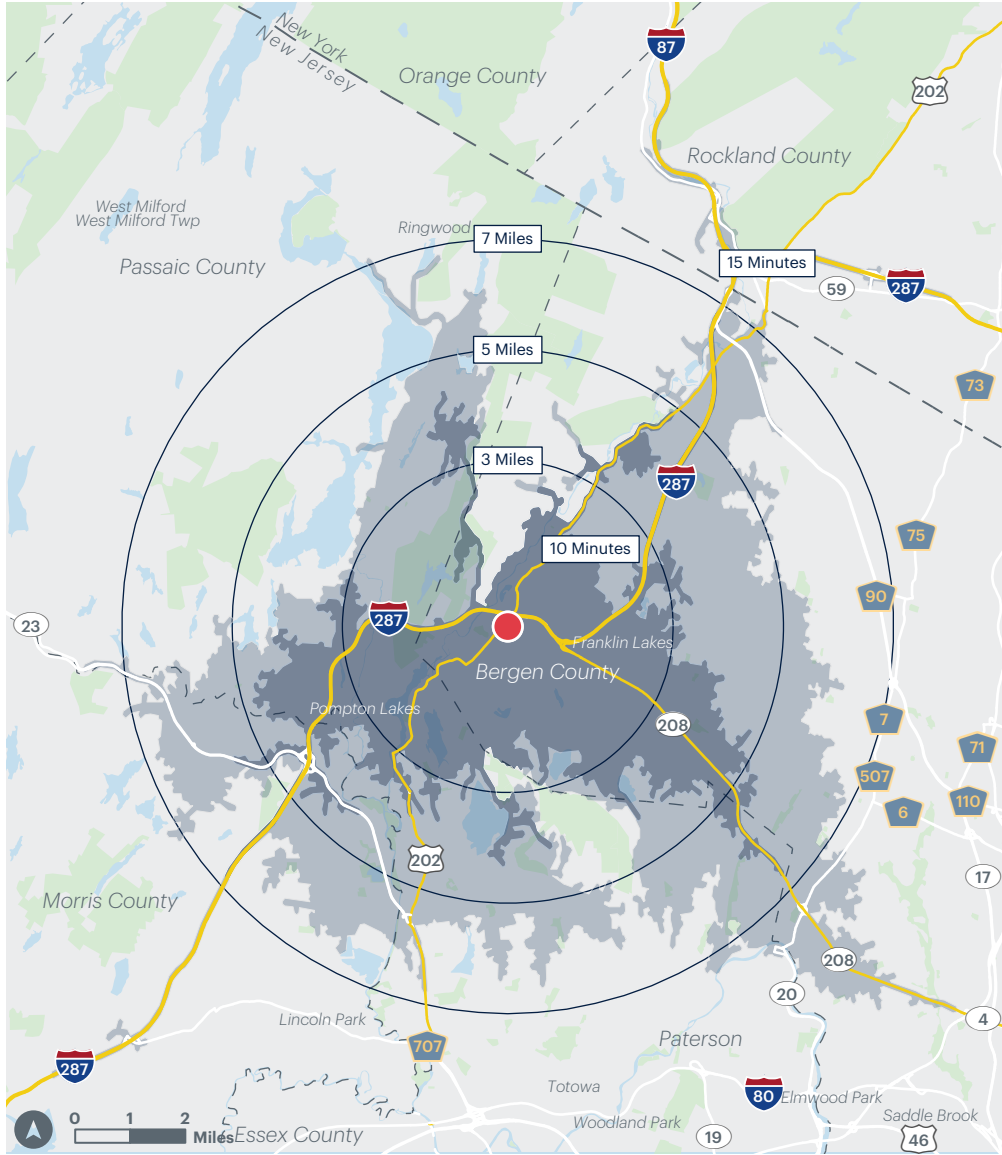 New York
New Jersey
87
Orange County
202
Rockland County
West Milford
West Milford Twp
Ringwood
7 Miles
15 Minutes
Passaic County
59
287
5 Miles
73
3 Miles
287
75
10 Minutes
90
287
23
Franklin Lakes
Bergen County
Pompton Lakes
208
7
71
507
110
6
202
17
Morris County
208
20
Lincoln Park
4
707
Paterson
287
Totowa
80
Elmwood Park
0 1 2
Miles
Essex County
Woodland Park
19
Saddle Brook
46